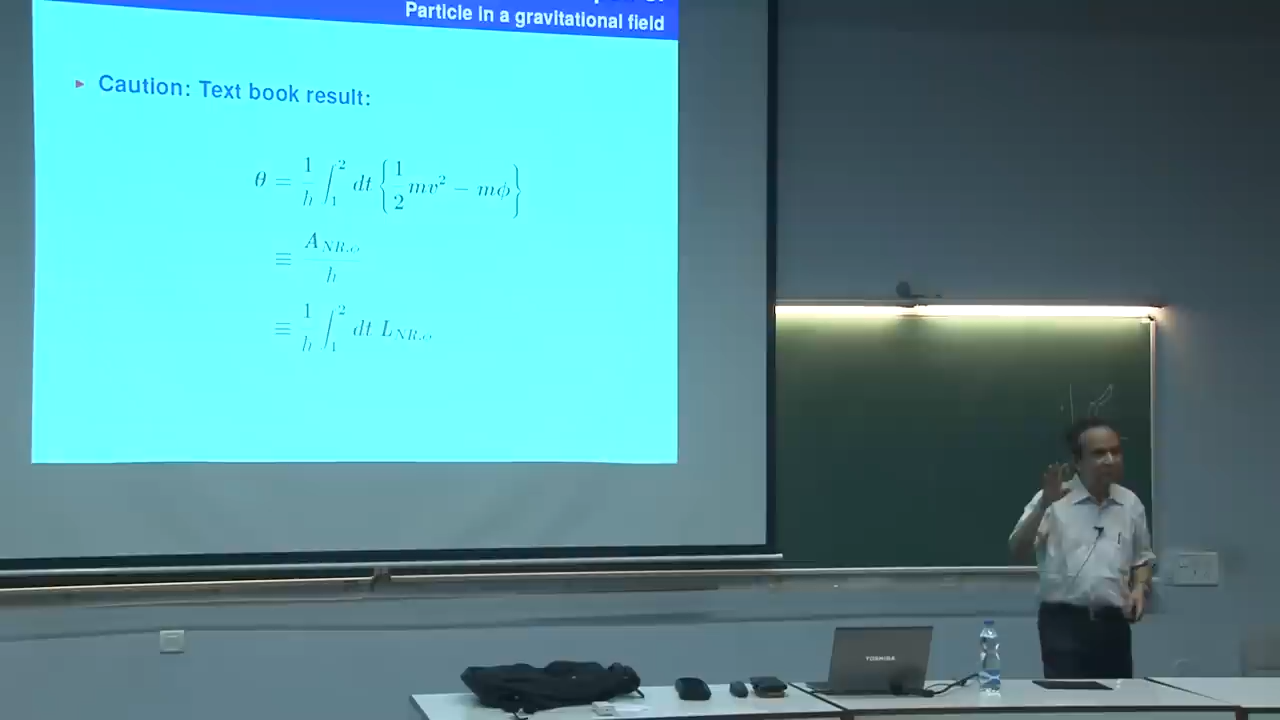 Particle in a gravitational field
▸ Caution: Text book result:
θ = 1/h ∫₁² dt {1/2 mv² − mφ}
≡ A_NR,o / h
≡ 1/h ∫₁² dt L_NR,o
TOSHIBA